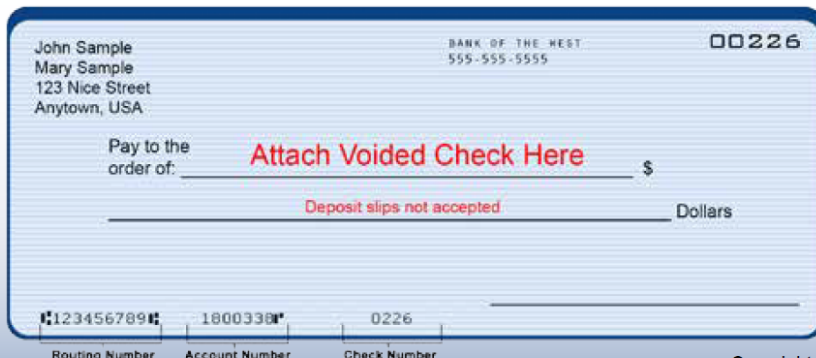 John Sample
Mary Sample
123 Nice Street
Anytown, USA
BANK OF THE WEST
555-555-5555
00226
Pay to the
order of:
Attach Voided Check Here
$
Deposit slips not accepted
Dollars
⑆123456789⑆ 1800338⑈ 0226
Routing Number Account Number Check Number